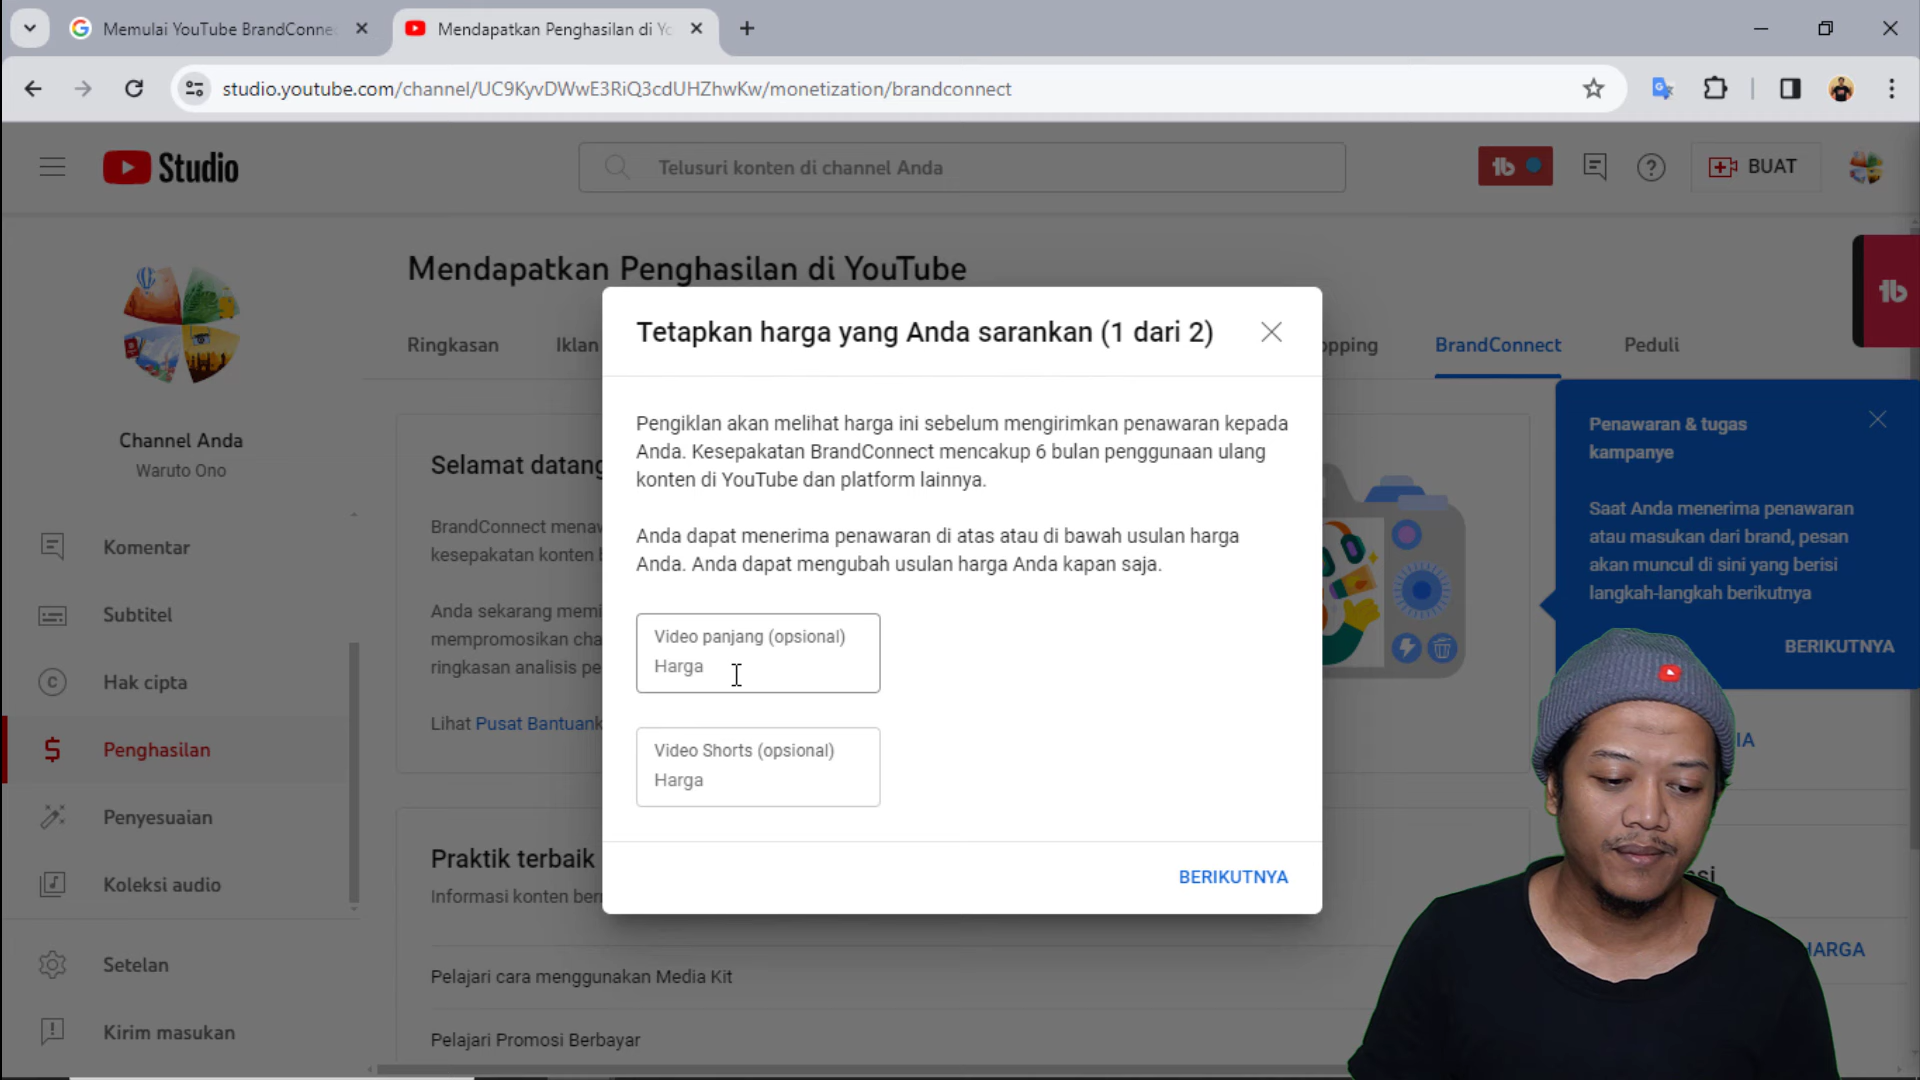 Memulai YouTube BrandConne
Mendapatkan Penghasilan di Yo
studio.youtube.com/channel/UC9KyvDWwE3RiQ3cdUHZhwKw/monetization/brandconnect
Studio
Telusuri konten di channel Anda
BUAT
Channel Anda
Waruto Ono
Komentar
Subtitel
Hak cipta
Penghasilan
Penyesuaian
Koleksi audio
Setelan
Kirim masukan
Mendapatkan Penghasilan di YouTube
Ringkasan
Iklan
opping
BrandConnect
Peduli
Selamat datang
BrandConnect menaw
kesepakatan konten b
Anda sekarang memi
mempromosikan cha
ringkasan analisis pe
Lihat Pusat Bantuan
Praktik terbaik
Informasi konten ber
Pelajari cara menggunakan Media Kit
Pelajari Promosi Berbayar
Tetapkan harga yang Anda sarankan (1 dari 2)
Pengiklan akan melihat harga ini sebelum mengirimkan penawaran kepada
Anda. Kesepakatan BrandConnect mencakup 6 bulan penggunaan ulang
konten di YouTube dan platform lainnya.
Anda dapat menerima penawaran di atas atau di bawah usulan harga
Anda. Anda dapat mengubah usulan harga Anda kapan saja.
Video panjang (opsional)
Harga
Video Shorts (opsional)
Harga
BERIKUTNYA
Penawaran & tugas
kampanye
Saat Anda menerima penawaran
atau masukan dari brand, pesan
akan muncul di sini yang berisi
langkah-langkah berikutnya
BERIKUTNYA
IA
si
HARGA